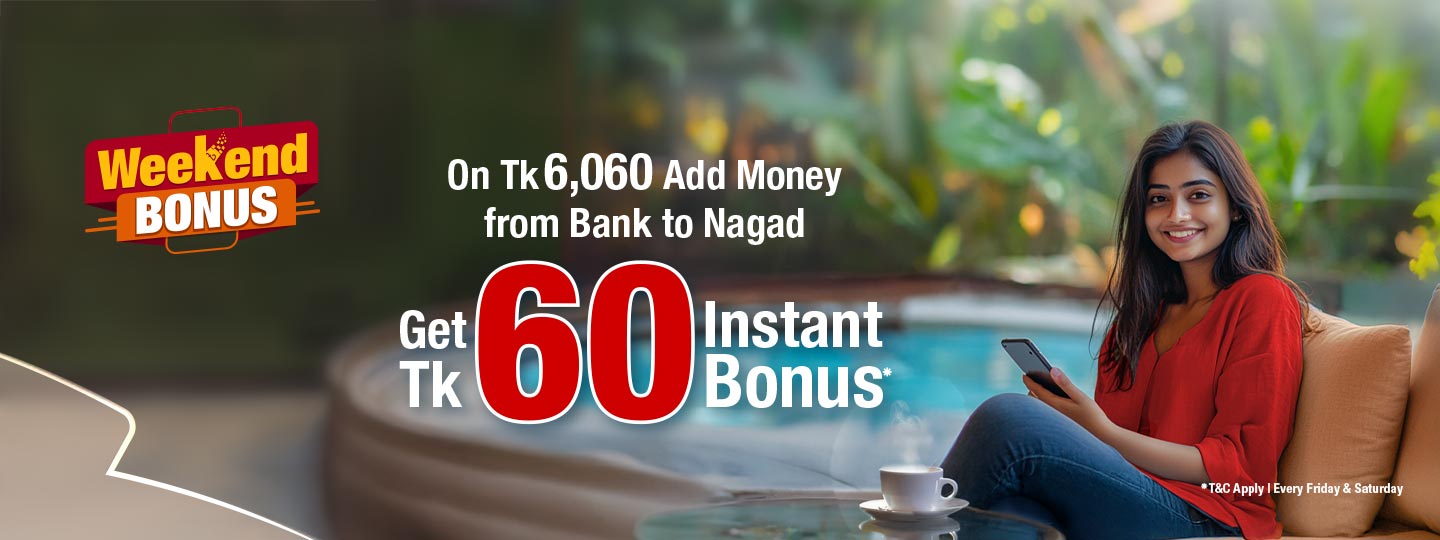 Weekend
BONUS
On Tk 6,060 Add Money
from Bank to Nagad
Get
Tk
60
Instant
Bonus*
*T&C Apply | Every Friday & Saturday